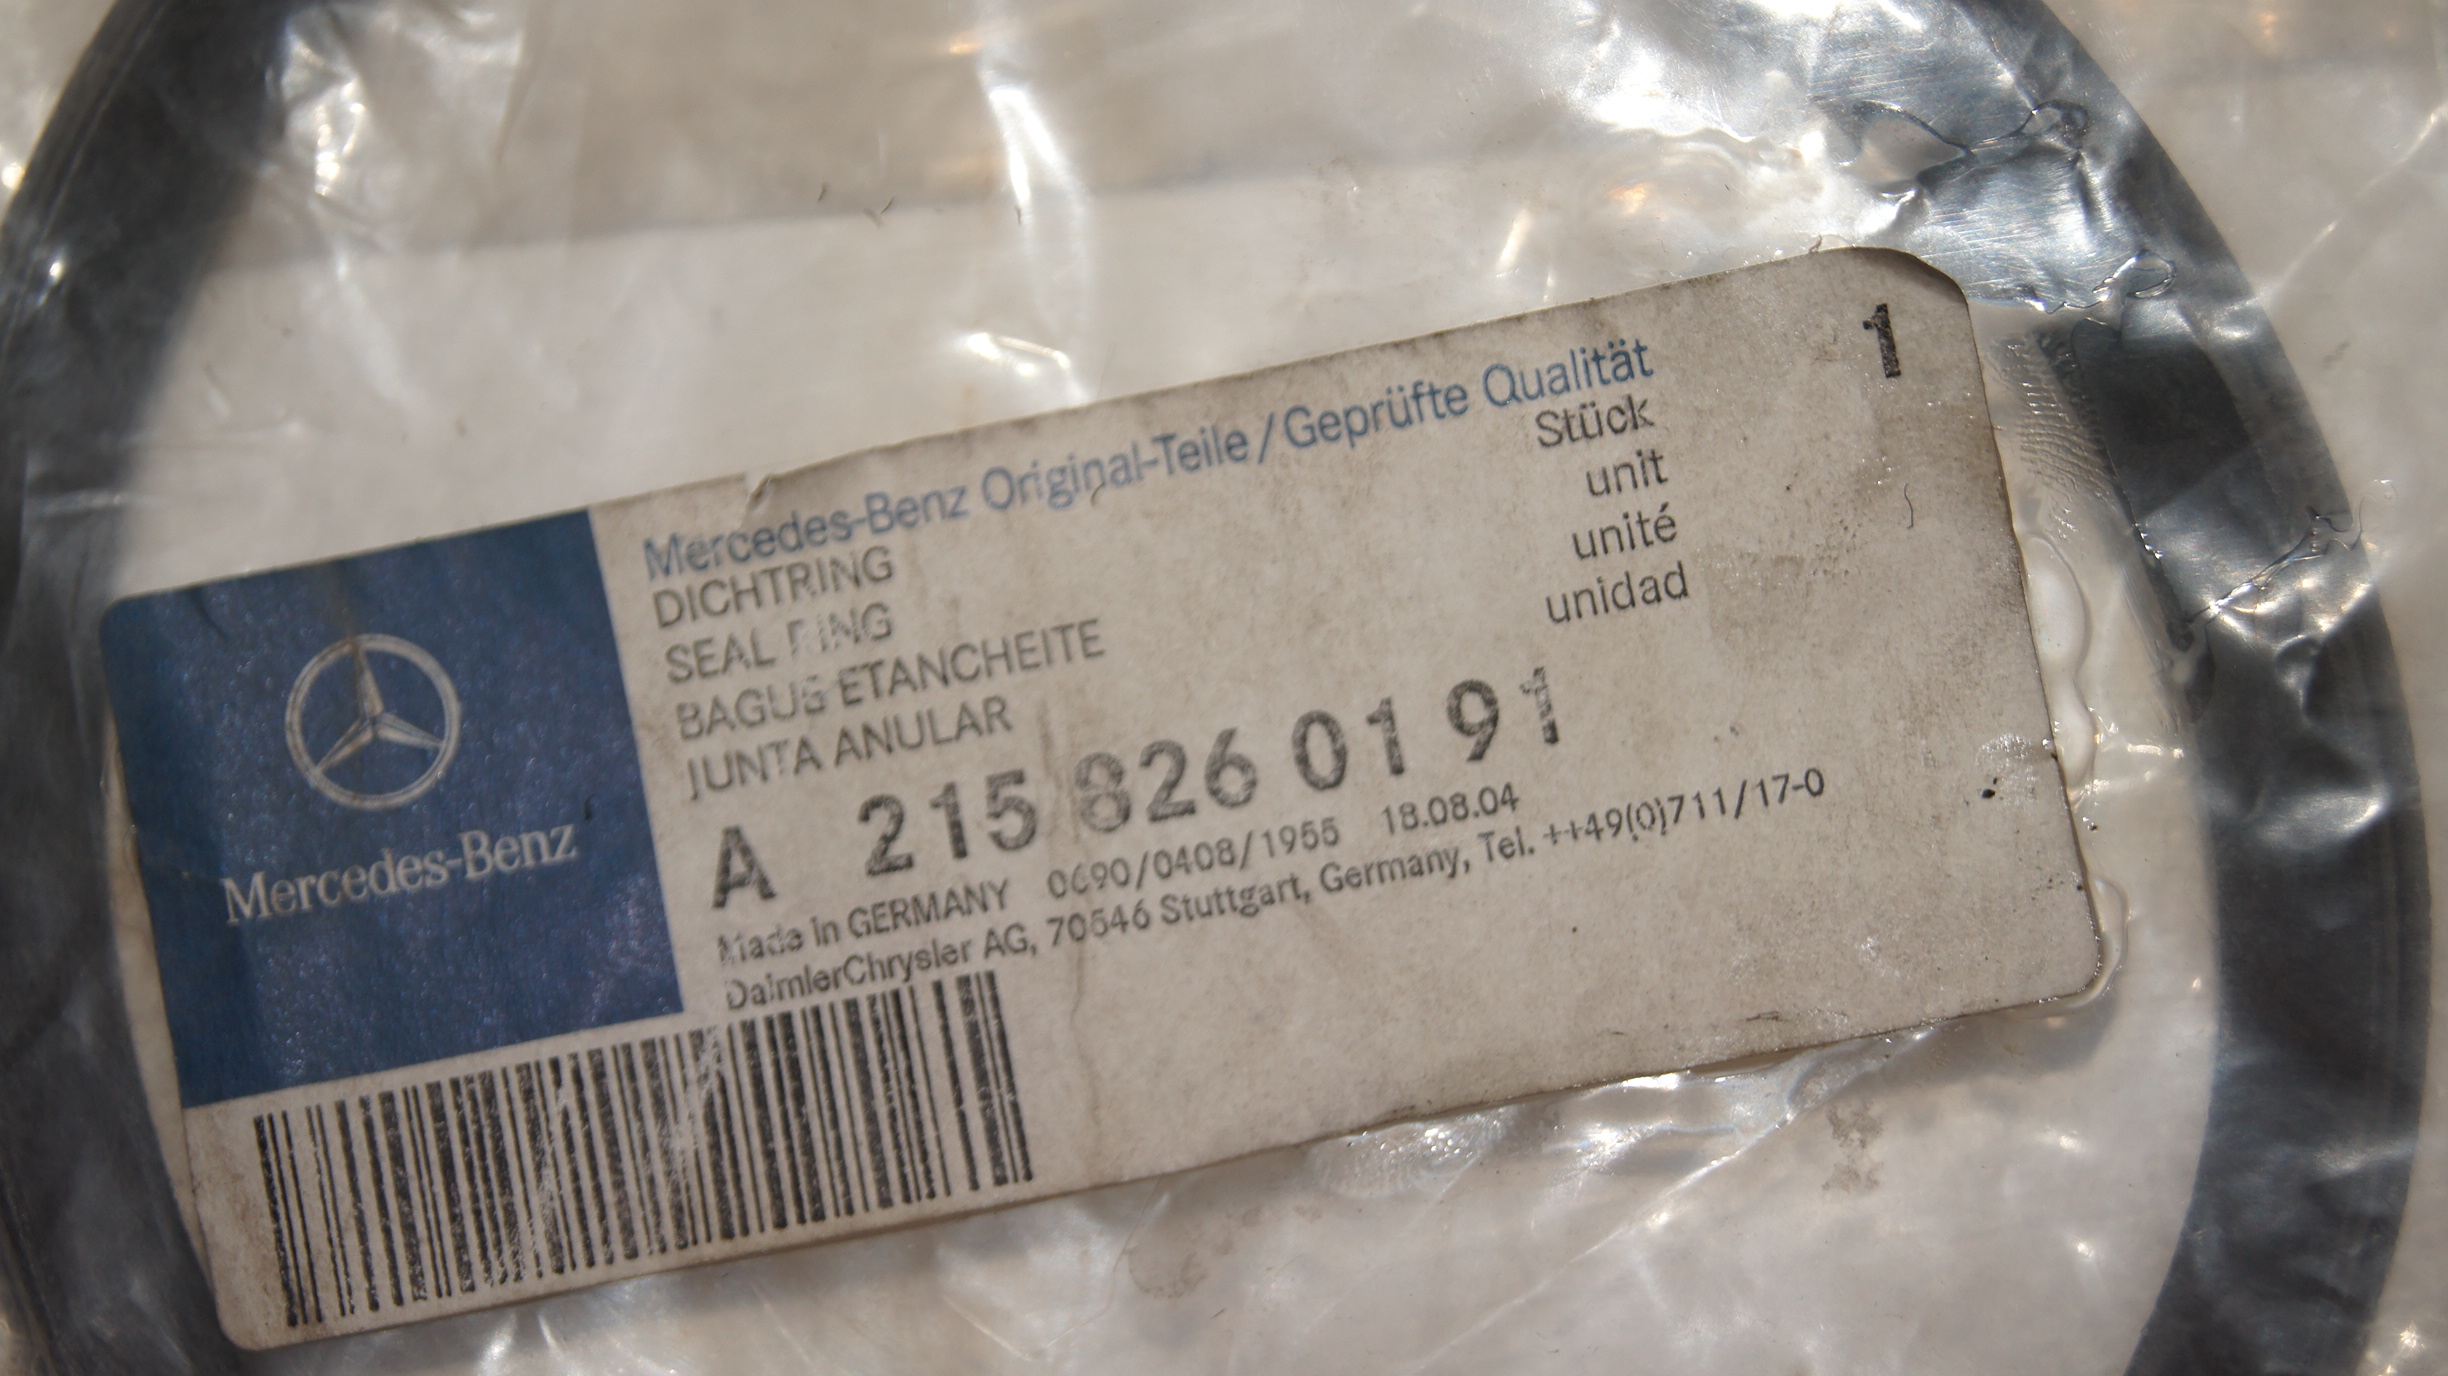 Mercedes-Benz
Mercedes-Benz Original-Teile/Geprüfte Qualität
1
DICHTRING
Stück
SEAL RING
unit
BAGUE ETANCHEITE
unité
JUNTA ANULAR
unidad
A 215 826 01 91
Made in GERMANY 0690/0408/1955 18.08.04
DaimlerChrysler AG, 70546 Stuttgart, Germany, Tel. ++49(0)711/17-0